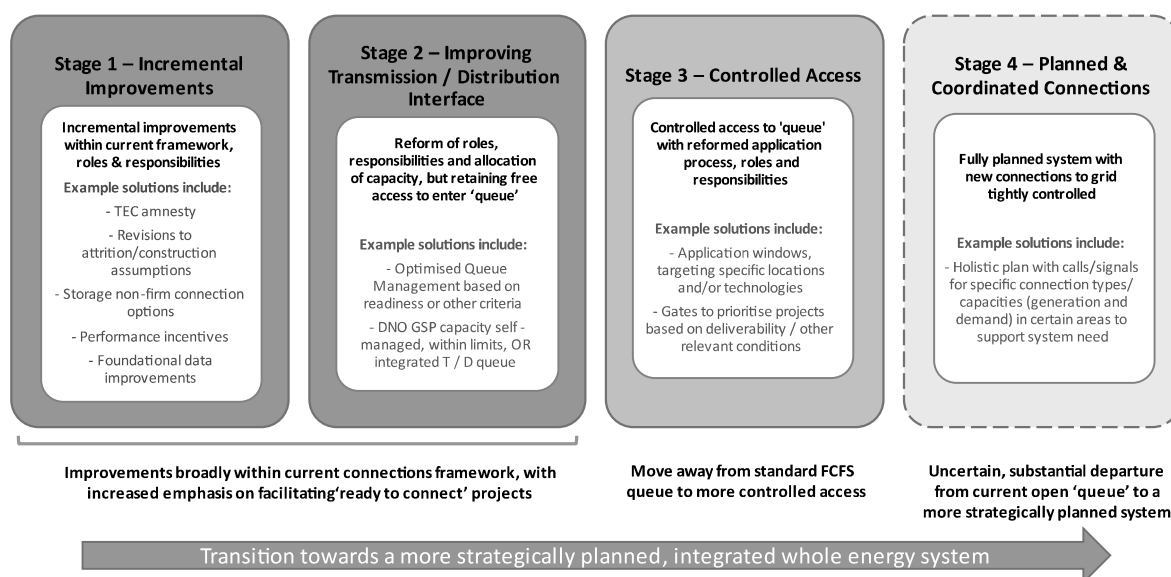 Stage 1 – Incremental
Improvements
Incremental improvements
within current framework,
roles & responsibilities
Example solutions include:
- TEC amnesty
- Revisions to
attrition/construction
assumptions
- Storage non-firm connection
options
- Performance incentives
- Foundational data
improvements
Stage 2 – Improving
Transmission / Distribution
Interface
Reform of roles,
responsibilities and allocation
of capacity, but retaining free
access to enter ‘queue’
Example solutions include:
- Optimised Queue
Management based on
readiness or other criteria
- DNO GSP capacity self -
managed, within limits, OR
integrated T / D queue
Stage 3 – Controlled Access
Controlled access to 'queue'
with reformed application
process, roles and
responsibilities
Example solutions include:
- Application windows,
targeting specific locations
and/or technologies
- Gates to prioritise projects
based on deliverability / other
relevant conditions
Stage 4 – Planned &
Coordinated Connections
Fully planned system with
new connections to grid
tightly controlled
Example solutions include:
- Holistic plan with calls/signals
for specific connection types/
capacities (generation and
demand) in certain areas to
support system need
Improvements broadly within current connections framework, with
increased emphasis on facilitating‘ready to connect’ projects
Move away from standard FCFS
queue to more controlled access
Uncertain, substantial departure
from current open ‘queue’ to a
more strategically planned system
Transition towards a more strategically planned, integrated whole energy system